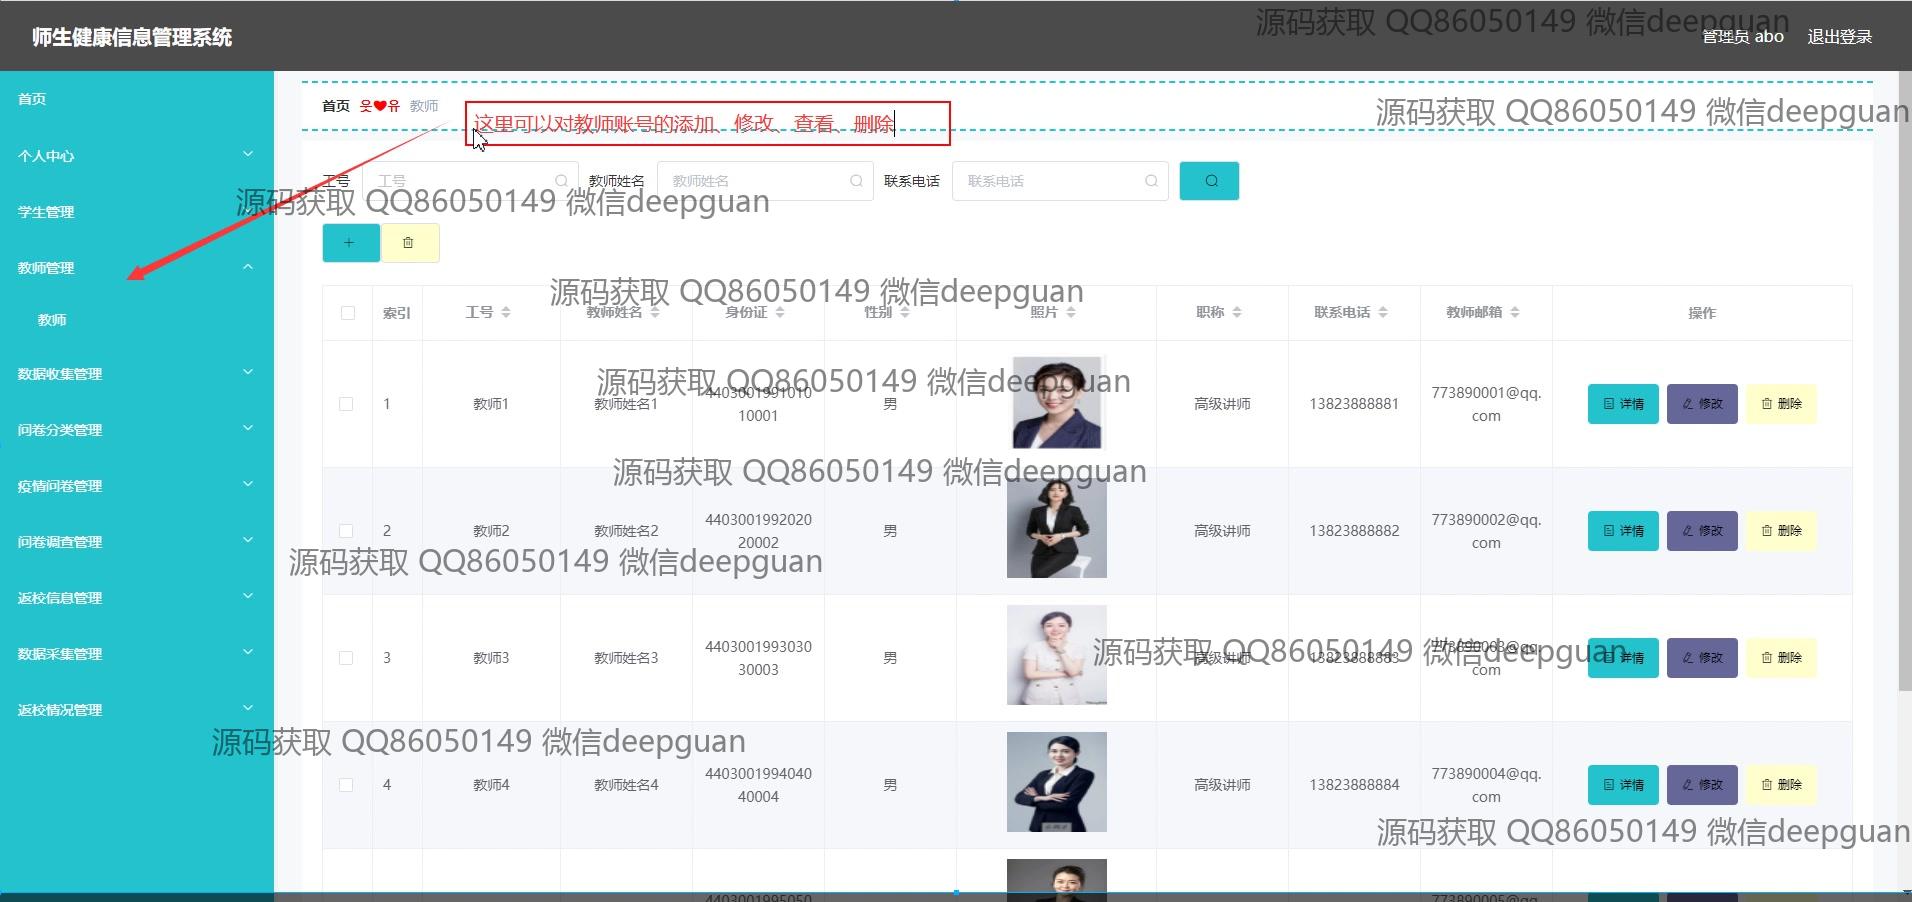 师生健康信息管理系统
源码获取 QQ86050149 微信deepguan
管理员 abo
退出登录
首页
个人中心
学生管理
教师管理
教师
数据收集管理
问卷分类管理
疫情问卷管理
问卷调查管理
返校信息管理
数据采集管理
返校情况管理
首页 웃❤유 教师
这里可以对教师账号的添加、修改、查看、删除
源码获取 QQ86050149 微信deepguan
工号 工号 教师姓名 教师姓名 联系电话 联系电话
源码获取 QQ86050149 微信deepguan
源码获取 QQ86050149 微信deepguan
索引 工号 教师姓名 身份证 性别 照片 职称 联系电话 教师邮箱 操作
源码获取 QQ86050149 微信deepguan
1 教师1 教师姓名1 4403001991010 男 高级讲师 13823888881 773890001@qq. 详情 修改 删除
10001 com
源码获取 QQ86050149 微信deepguan
2 教师2 教师姓名2 4403001992020 男 高级讲师 13823888882 773890002@qq. 详情 修改 删除
20002 com
源码获取 QQ86050149 微信deepguan
3 教师3 教师姓名3 4403001993030 男 高级讲师 13823888883 773890003@qq. 详情 修改 删除
30003 com
源码获取 QQ86050149 微信deepguan
源码获取 QQ86050149 微信deepguan
4 教师4 教师姓名4 4403001994040 男 高级讲师 13823888884 773890004@qq. 详情 修改 删除
40004 com
源码获取 QQ86050149 微信deepguan
4403001995050 773890005@qq.